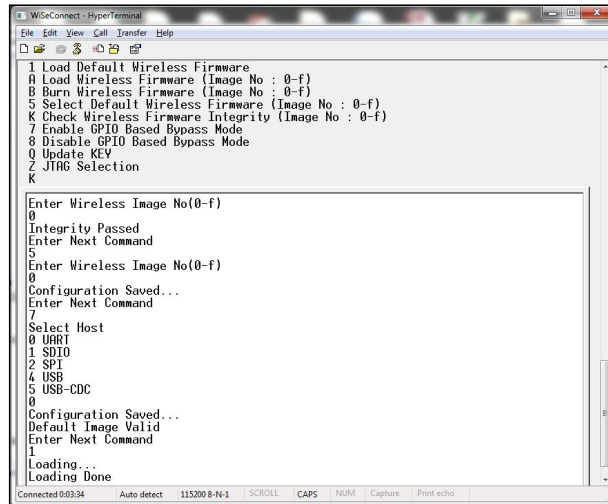 WiSeConnect - HyperTerminal
File Edit View Call Transfer Help
1 Load Default Wireless Firmware
A Load Wireless Firmware (Image No : 0-f)
B Burn Wireless Firmware (Image No : 0-f)
5 Select Default Wireless Firmware (Image No : 0-f)
K Check Wireless Firmware Integrity (Image No : 0-f)
7 Enable GPIO Based Bypass Mode
8 Disable GPIO Based Bypass Mode
Q Update KEY
Z JTAG Selection
K
Enter Wireless Image No(0-f)
0
Integrity Passed
Enter Next Command
5
Enter Wireless Image No(0-f)
0
Configuration Saved...
Enter Next Command
7
Select Host
0 UART
1 SDIO
2 SPI
4 USB
5 USB-CDC
0
Configuration Saved...
Default Image Valid
Enter Next Command
1
Loading...
Loading Done
Connected 0:03:34 Auto detect 115200 8-N-1 SCROLL CAPS NUM Capture Print echo